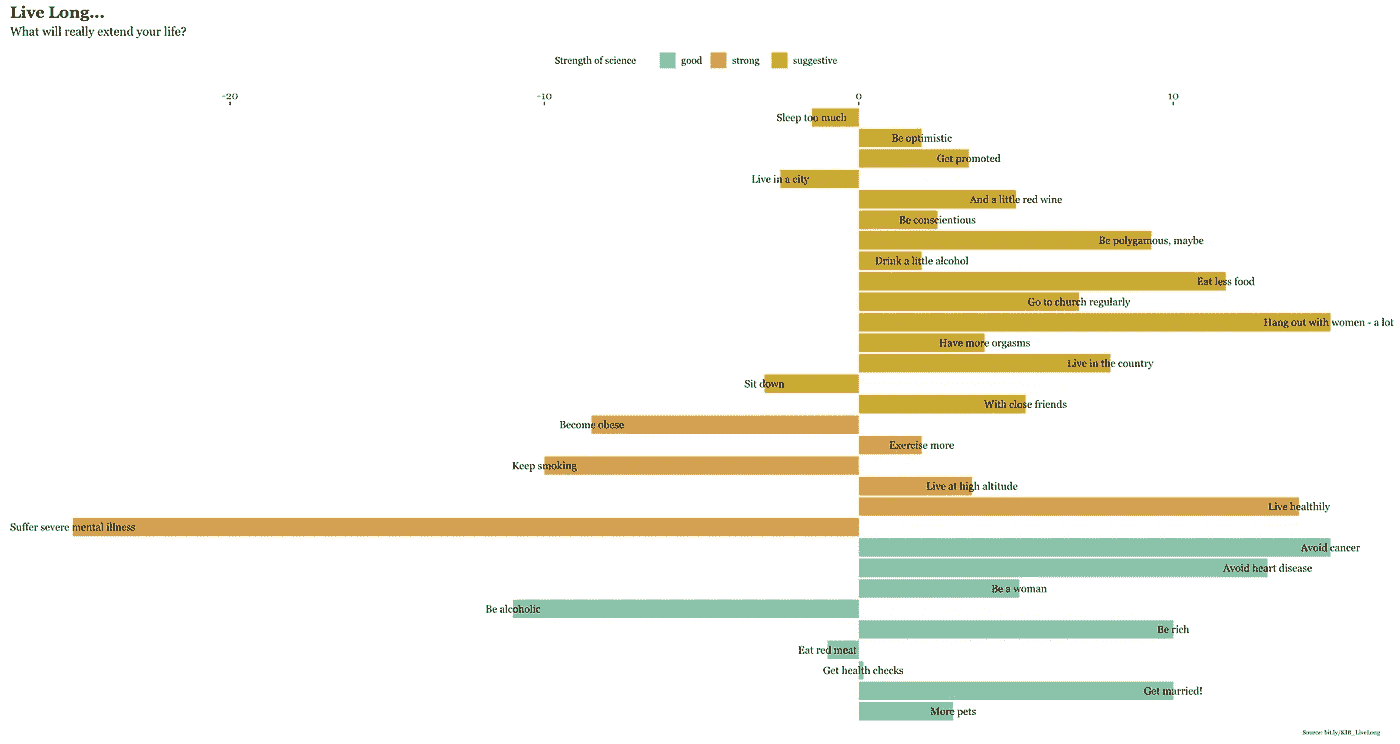 Live Long...
What will really extend your life?
Strength of science good strong suggestive
-20 -10 0 10
Sleep too much
Be optimistic
Get promoted
Live in a city
And a little red wine
Be conscientious
Be polygamous, maybe
Drink a little alcohol
Eat less food
Go to church regularly
Hang out with women - a lot
Have more orgasms
Live in the country
Sit down
With close friends
Become obese
Exercise more
Keep smoking
Live at high altitude
Live healthily
Suffer severe mental illness
Avoid cancer
Avoid heart disease
Be a woman
Be alcoholic
Be rich
Eat red meat
Get health checks
Get married!
More pets
Source: bit.ly/KIB_LiveLong